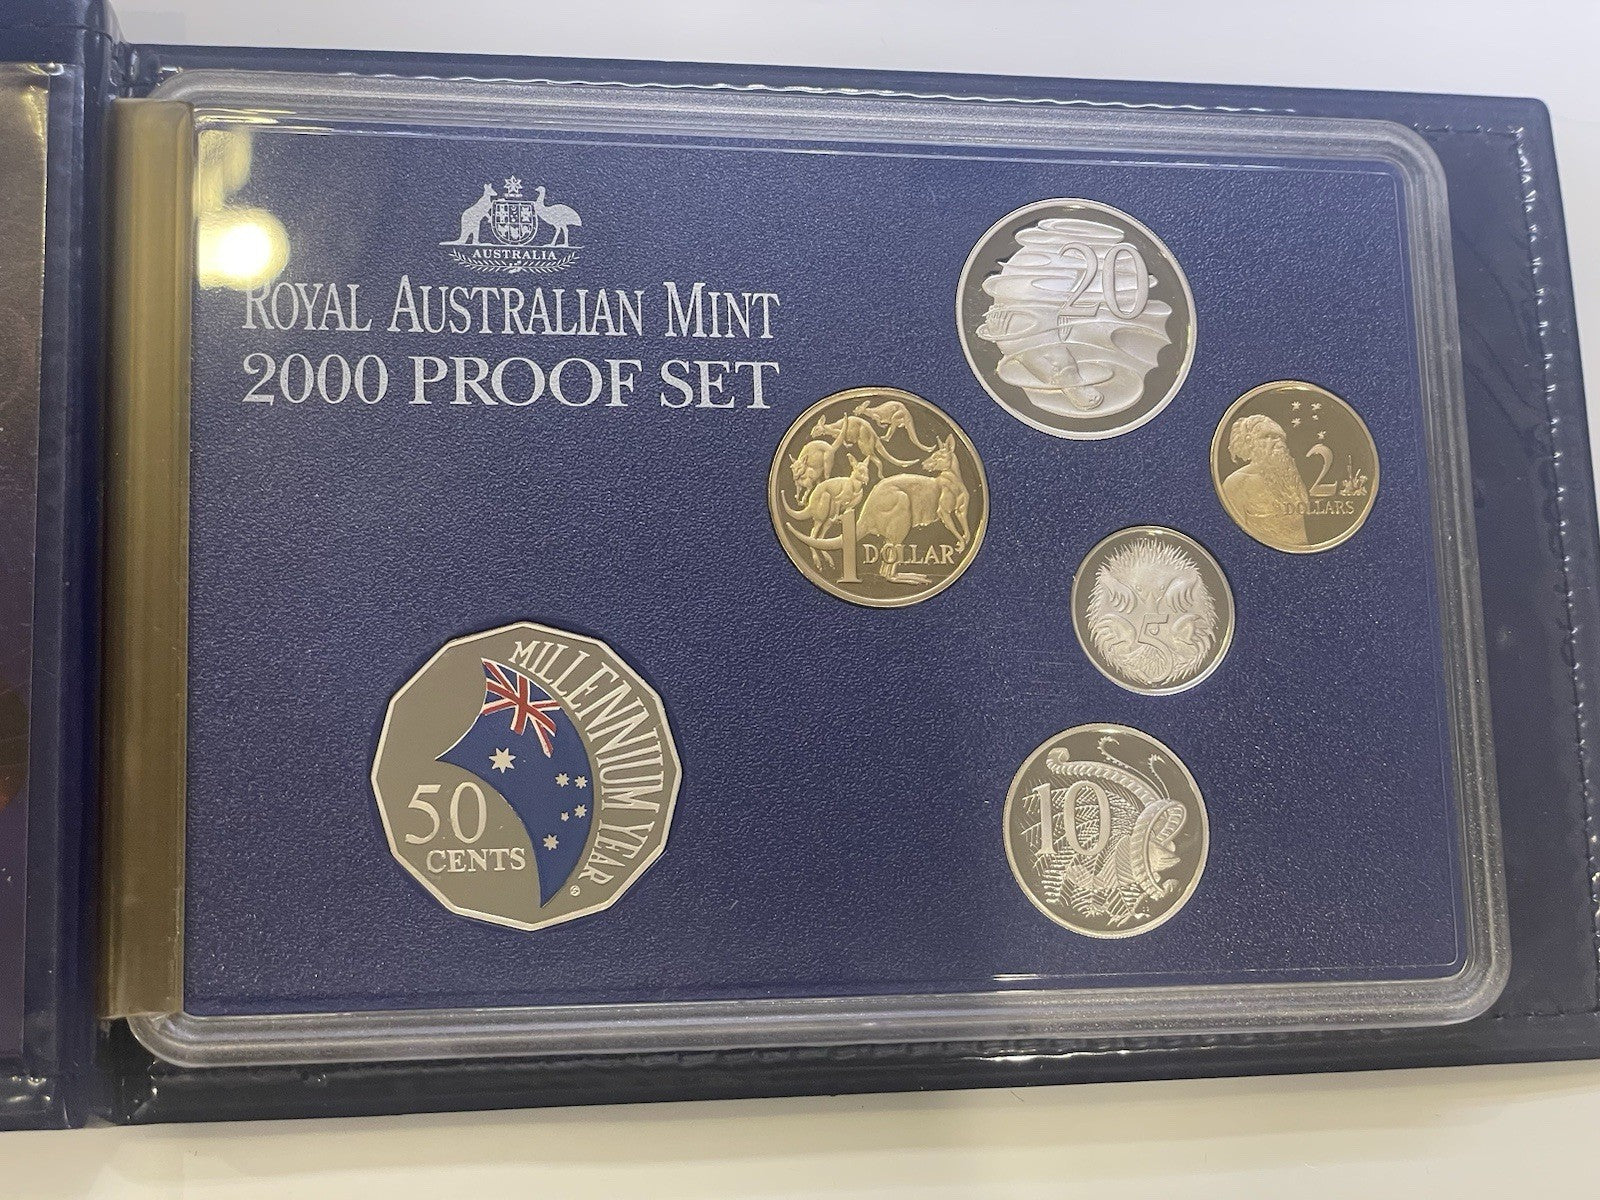 AUSTRALIA
ROYAL AUSTRALIAN MINT
2000 PROOF SET
20
1 DOLLAR
2
DOLLARS
5
MILLENNIUM YEAR
50
CENTS
10